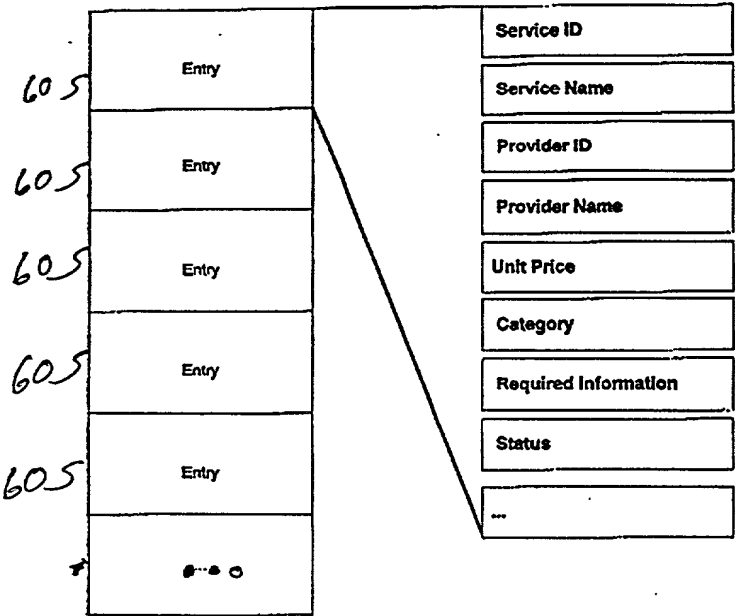 605
Entry
605
Entry
605
Entry
605
Entry
605
Entry
Service ID
Service Name
Provider ID
Provider Name
Unit Price
Category
Required Information
Status
...